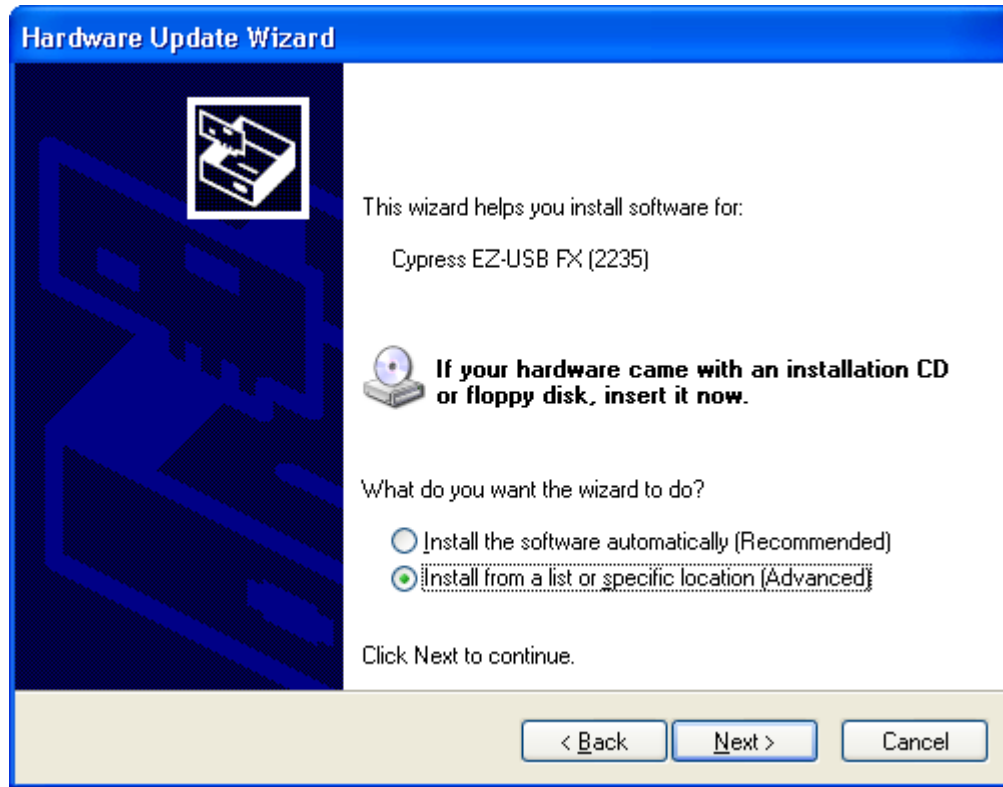 Hardware Update Wizard
This wizard helps you install software for:
Cypress EZ-USB FX (2235)
If your hardware came with an installation CD
or floppy disk, insert it now.
What do you want the wizard to do?
Install the software automatically (Recommended)
Install from a list or specific location (Advanced)
Click Next to continue.
< Back
Next >
Cancel